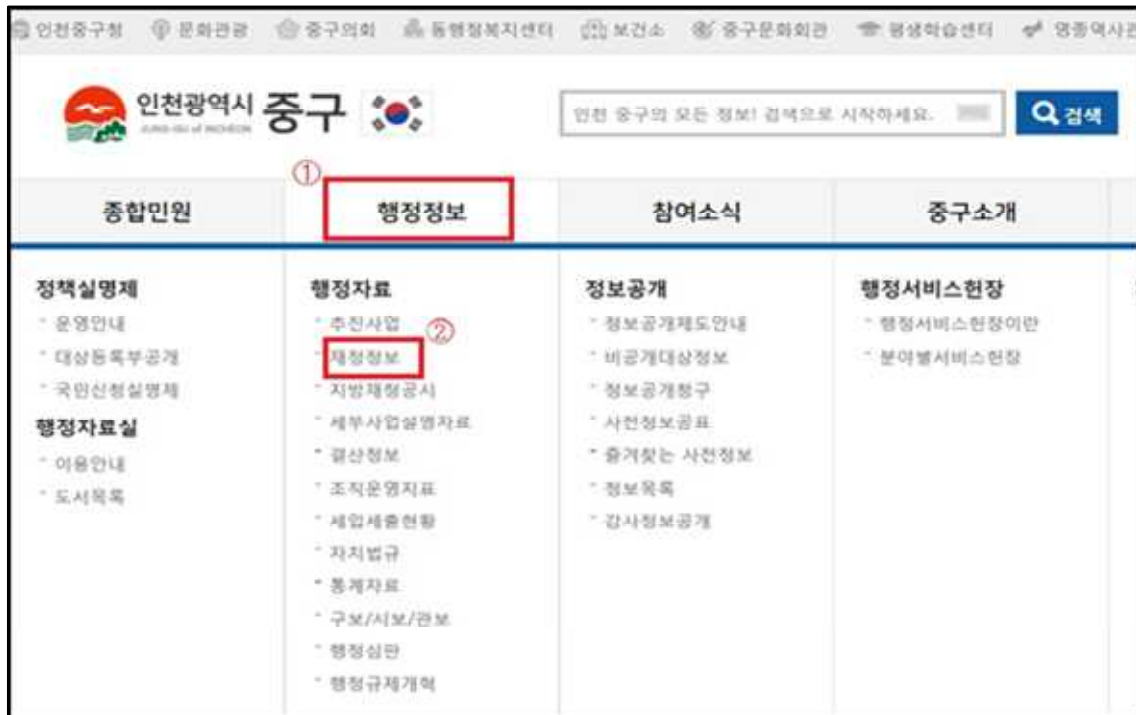 인천중구청 문화관광 중구의회 동행정복지센터 보건소 중구문화회관 평생학습센터 영종역사관
인천광역시 중구
JUNG-GU of INCHEON
인천 중구의 모든 정보! 검색으로 시작하세요.
검색
①
종합민원 행정정보 참여소식 중구소개
정책실명제
운영안내
대상등록부공개
국민신청실명제
행정자료실
이용안내
도서목록
행정자료
추진사업
②
재정정보
지방재정공시
세부사업설명자료
결산정보
조직운영지표
세입세출현황
자치법규
통계자료
구보/시보/관보
행정심판
행정규제개혁
정보공개
정보공개제도안내
비공개대상정보
정보공개청구
사전정보공표
즐겨찾는 사전정보
정보목록
감사정보공개
행정서비스헌장
행정서비스헌장이란
분야별서비스헌장